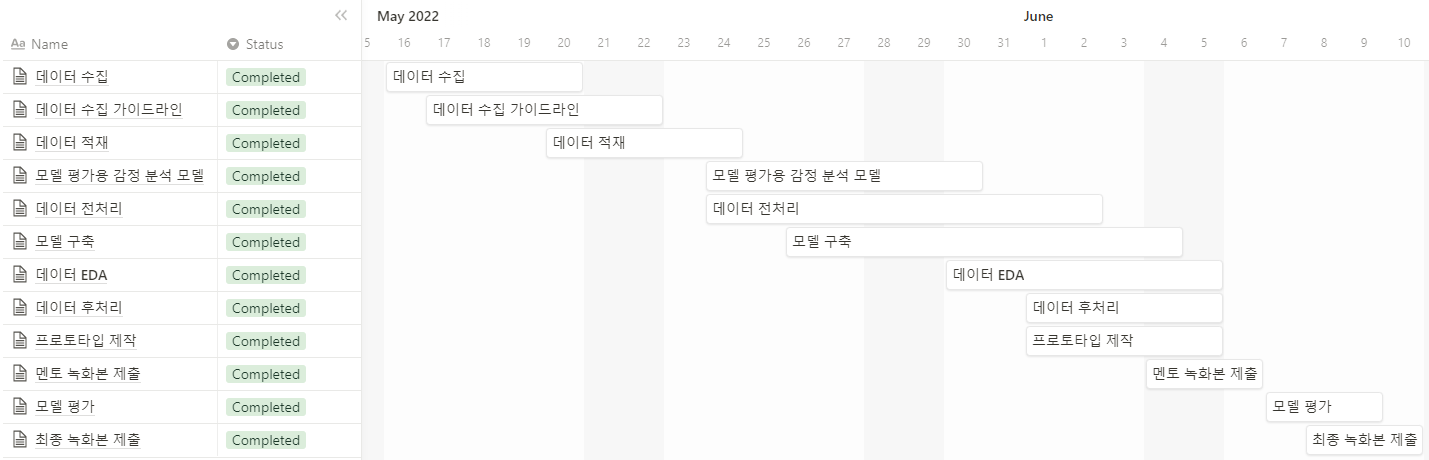 May 2022 June
Aa Name Status 5 16 17 18 19 20 21 22 23 24 25 26 27 28 29 30 31 1 2 3 4 5 6 7 8 9 10
데이터 수집 Completed 데이터 수집
데이터 수집 가이드라인 Completed 데이터 수집 가이드라인
데이터 적재 Completed 데이터 적재
모델 평가용 감정 분석 모델 Completed 모델 평가용 감정 분석 모델
데이터 전처리 Completed 데이터 전처리
모델 구축 Completed 모델 구축
데이터 EDA Completed 데이터 EDA
데이터 후처리 Completed 데이터 후처리
프로토타입 제작 Completed 프로토타입 제작
멘토 녹화본 제출 Completed 멘토 녹화본 제출
모델 평가 Completed 모델 평가
최종 녹화본 제출 Completed 최종 녹화본 제출